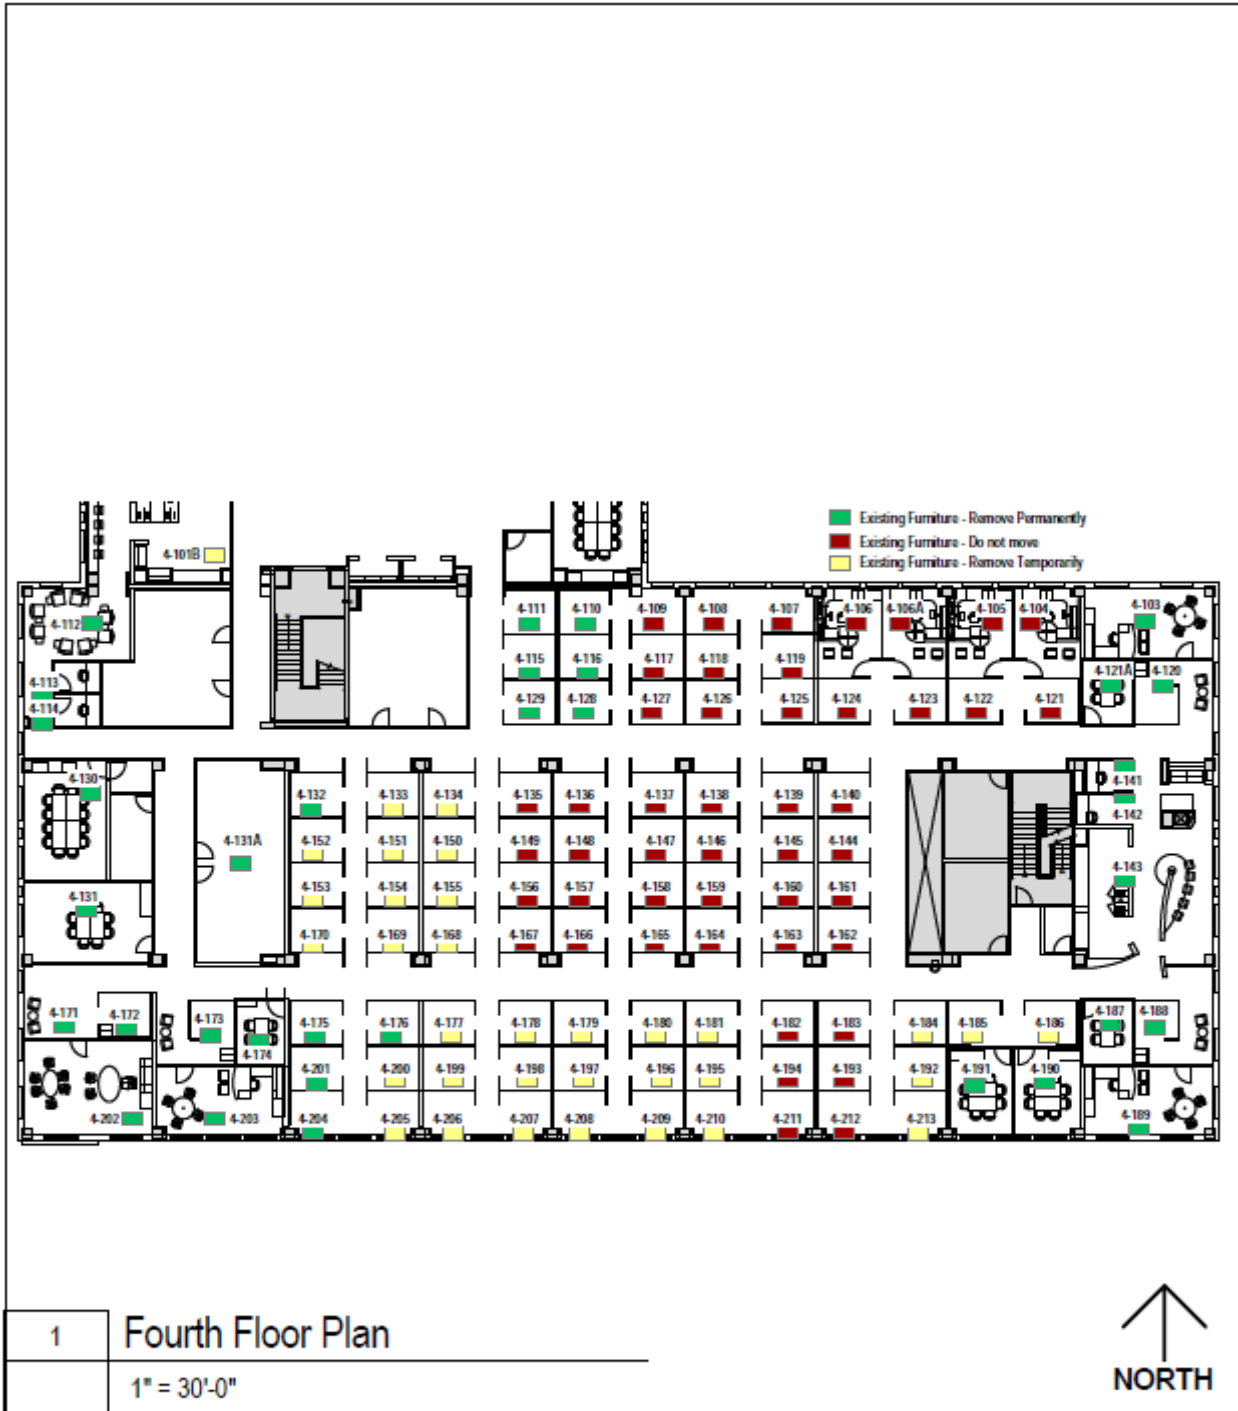 Existing Furniture - Remove Permanently
Existing Furniture - Do not move
4-101B
Existing Furniture - Remove Temporarily
4-111 4-110 4-109 4-108 4-107 4-106 4-106A 4-105 4-104 4-103
4-112
4-115 4-116 4-117 4-118 4-119 4-121A 4-120
4-113
4-114 4-129 4-128 4-127 4-126 4-125 4-124 4-123 4-122 4-121
4-130 4-141
4-132 4-133 4-134 4-135 4-136 4-137 4-138 4-139 4-140
4-142
4-131A 4-152 4-151 4-150 4-149 4-148 4-147 4-146 4-145 4-144
4-143
4-131 4-153 4-154 4-155 4-156 4-157 4-158 4-159 4-160 4-161
4-170 4-169 4-168 4-167 4-166 4-165 4-164 4-163 4-162
4-171 4-172 4-173 4-175 4-176 4-177 4-178 4-179 4-180 4-181 4-182 4-183 4-184 4-185 4-186 4-187 4-188
4-174
4-201 4-200 4-199 4-198 4-197 4-196 4-195 4-194 4-193 4-192 4-191 4-190
4-202 4-203 4-204 4-205 4-206 4-207 4-208 4-209 4-210 4-211 4-212 4-213 4-189
1 Fourth Floor Plan
1" = 30'-0"
NORTH